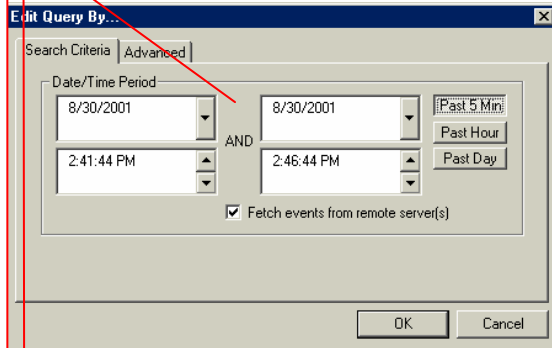 Edit Query By...
Search Criteria Advanced
Date/Time Period
8/30/2001 AND 8/30/2001 Past 5 Min
Past Hour
2:41:44 PM 2:46:44 PM Past Day
Fetch events from remote server(s)
OK Cancel